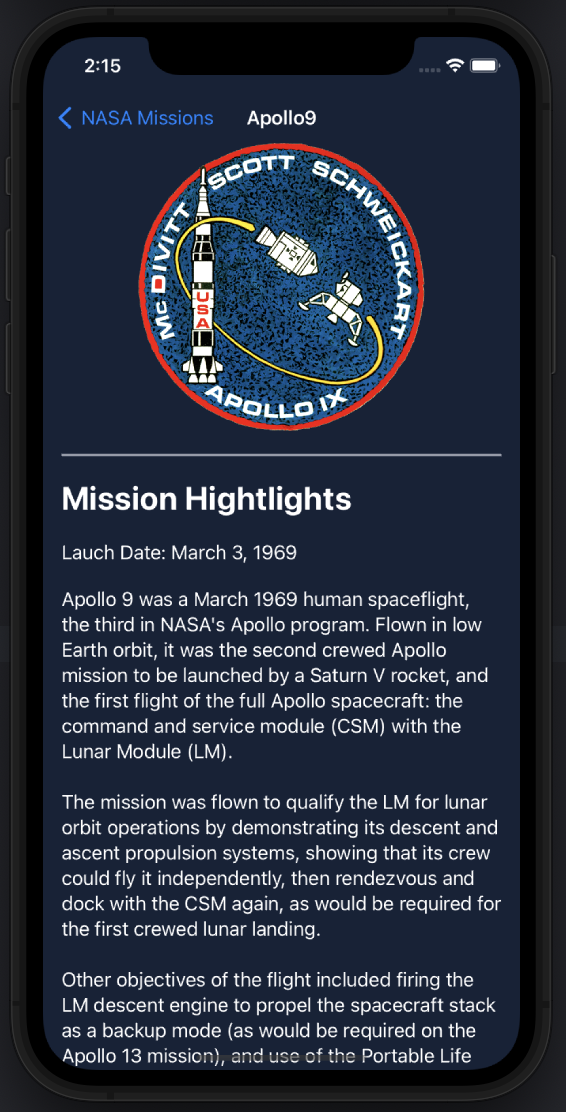 2:15
NASA Missions
Apollo9
Mc DIVITT SCOTT SCHWEICKART
USA
APOLLO IX
Mission Hightlights
Lauch Date: March 3, 1969
Apollo 9 was a March 1969 human spaceflight,
the third in NASA's Apollo program. Flown in low
Earth orbit, it was the second crewed Apollo
mission to be launched by a Saturn V rocket, and
the first flight of the full Apollo spacecraft: the
command and service module (CSM) with the
Lunar Module (LM).
The mission was flown to qualify the LM for lunar
orbit operations by demonstrating its descent and
ascent propulsion systems, showing that its crew
could fly it independently, then rendezvous and
dock with the CSM again, as would be required for
the first crewed lunar landing.
Other objectives of the flight included firing the
LM descent engine to propel the spacecraft stack
as a backup mode (as would be required on the
Apollo 13 mission), and use of the Portable Life